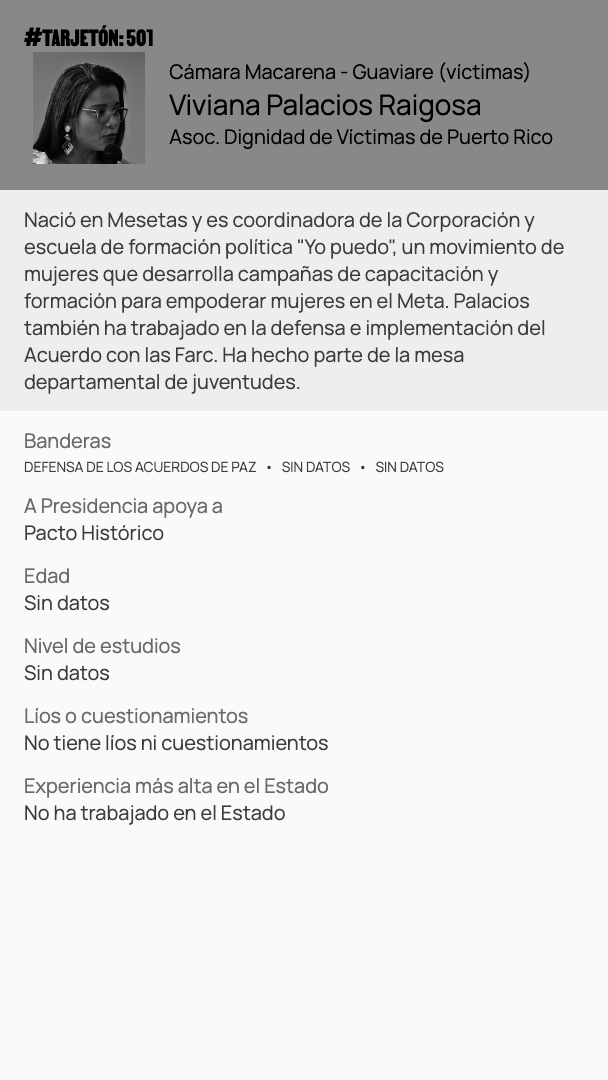 #TARJETÓN: 501
Cámara Macarena - Guaviare (víctimas)
Viviana Palacios Raigosa
Asoc. Dignidad de Víctimas de Puerto Rico
Nació en Mesetas y es coordinadora de la Corporación y
escuela de formación política "Yo puedo", un movimiento de
mujeres que desarrolla campañas de capacitación y
formación para empoderar mujeres en el Meta. Palacios
también ha trabajado en la defensa e implementación del
Acuerdo con las Farc. Ha hecho parte de la mesa
departamental de juventudes.
Banderas
DEFENSA DE LOS ACUERDOS DE PAZ • SIN DATOS • SIN DATOS
A Presidencia apoya a
Pacto Histórico
Edad
Sin datos
Nivel de estudios
Sin datos
Líos o cuestionamientos
No tiene líos ni cuestionamientos
Experiencia más alta en el Estado
No ha trabajado en el Estado